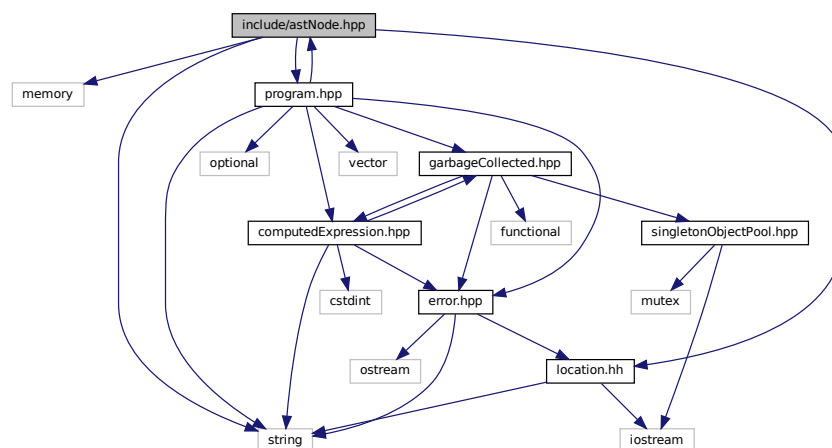 include/astNode.hpp
memory
program.hpp
optional
vector
garbageCollected.hpp
computedExpression.hpp
functional
singletonObjectPool.hpp
cstdint
error.hpp
mutex
ostream
location.hh
string
iostream